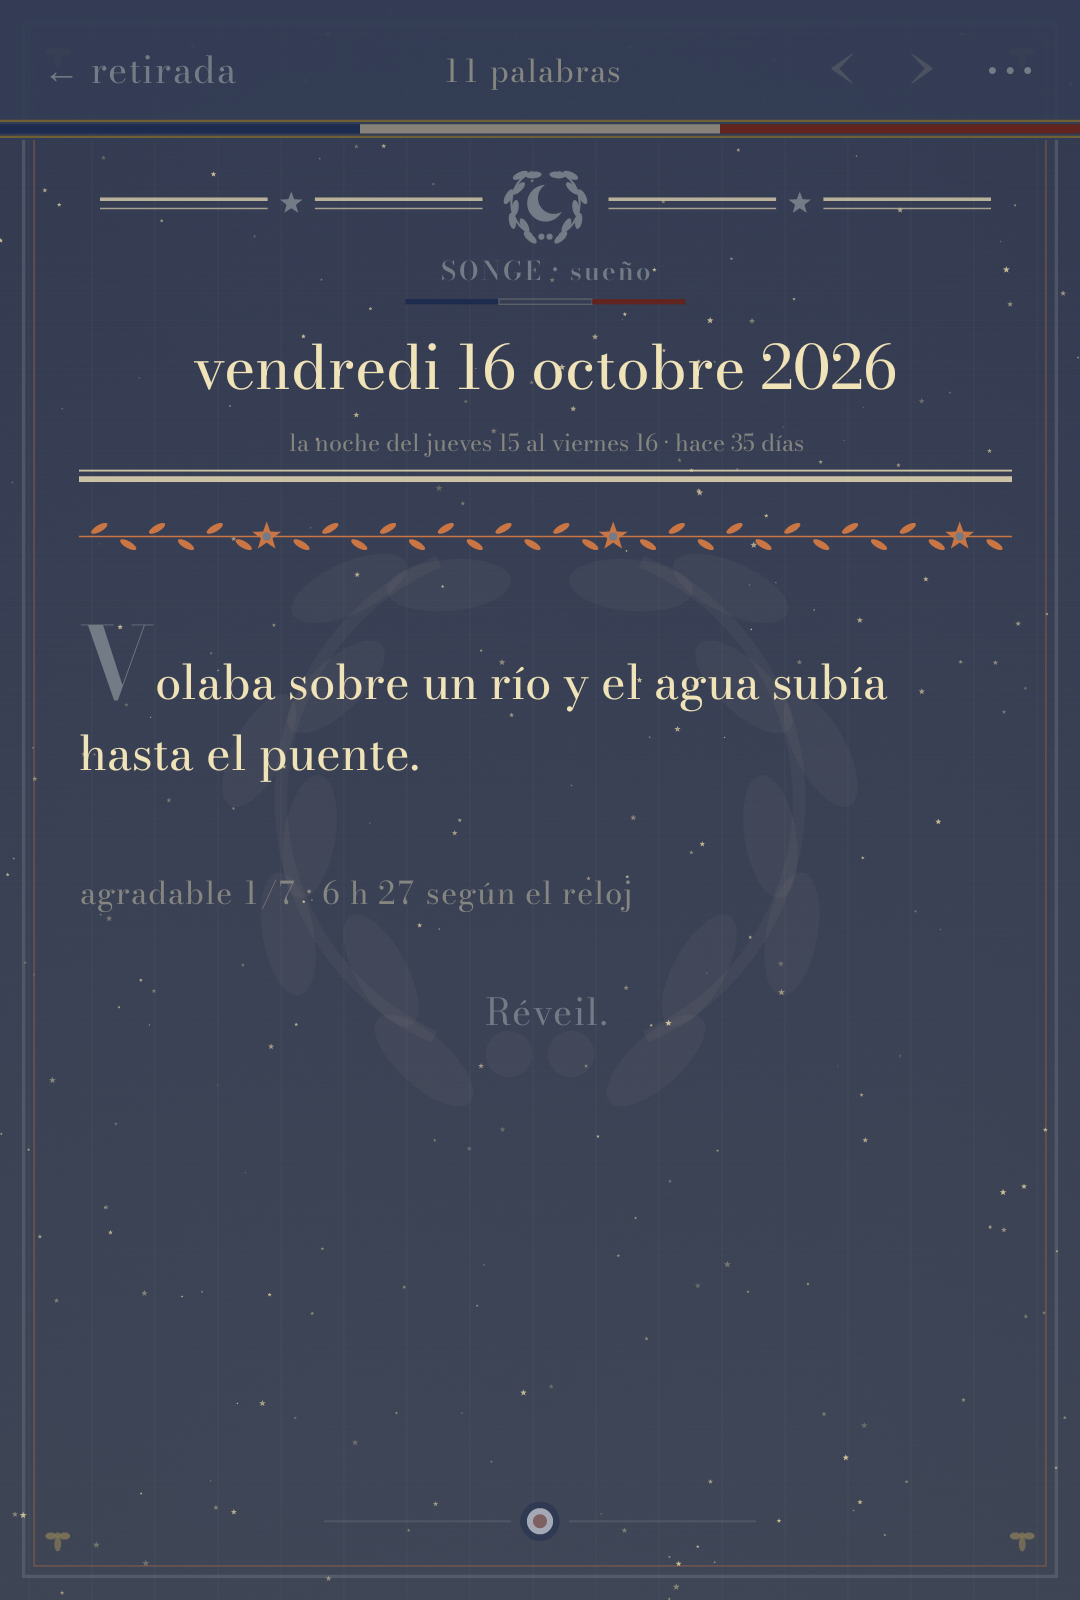 ← retirada 11 palabras
SONGE · sueño
vendredi 16 octobre 2026
la noche del jueves 15 al viernes 16 · hace 35 días
Volaba sobre un río y el agua subía
hasta el puente.
agradable 1/7 · 6 h 27 según el reloj
Réveil.